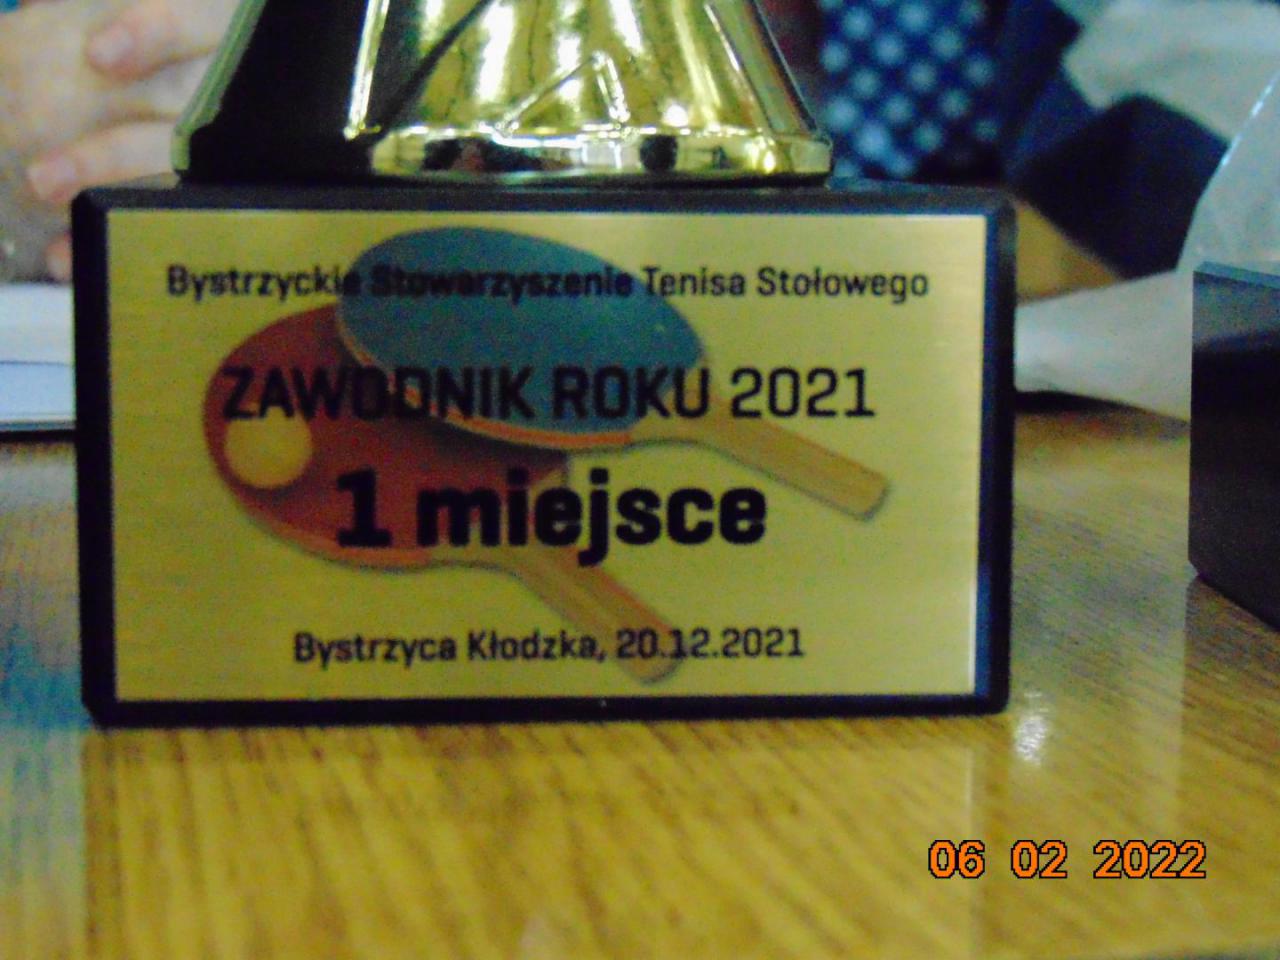 Bystrzyckie Stowarzyszenie Tenisa Stołowego
ZAWODNIK ROKU 2021
1 miejsce
Bystrzyca Kłodzka, 20.12.2021
06 02 2022